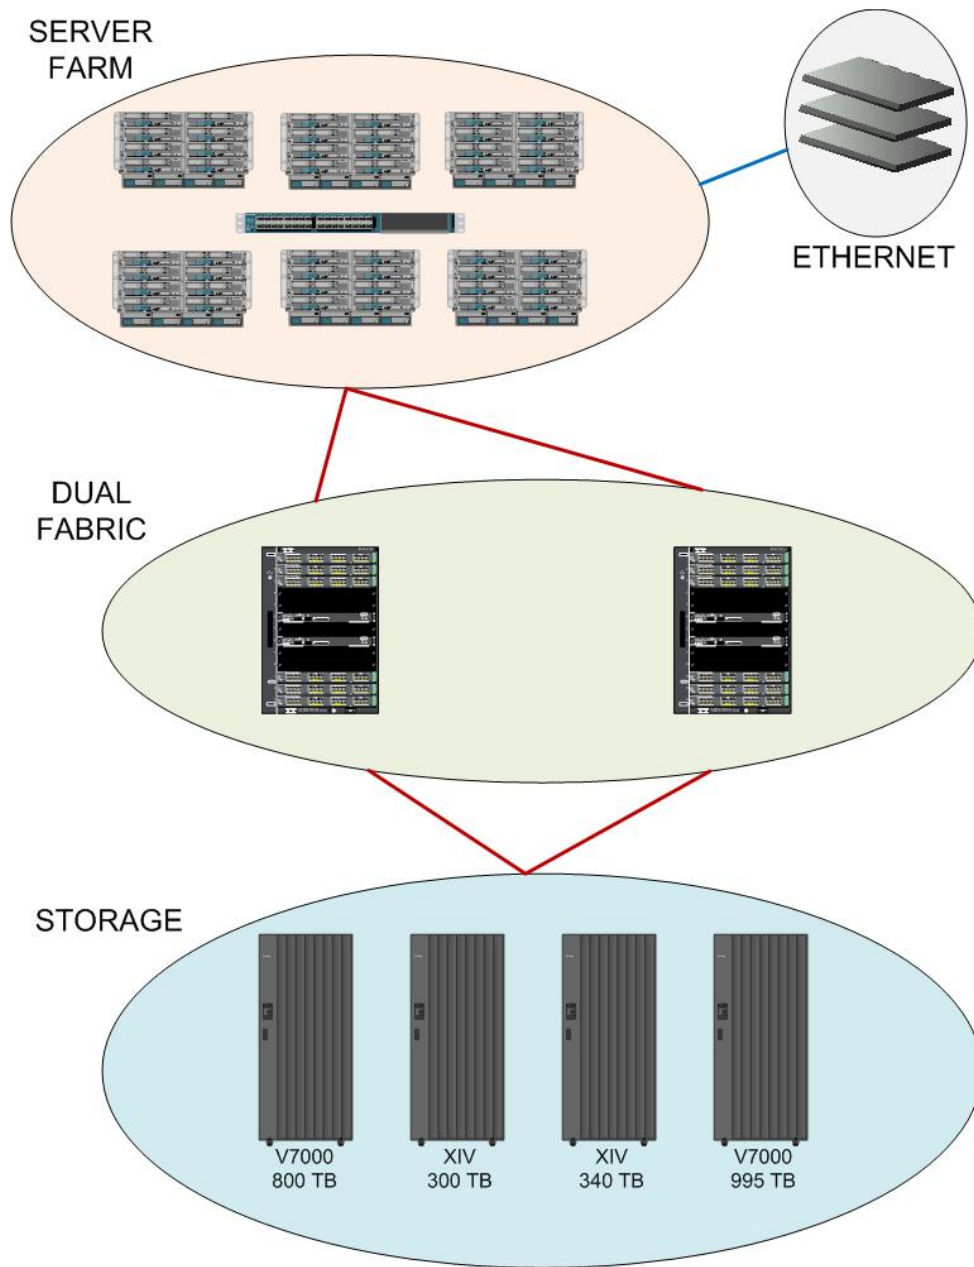 SERVER
FARM
ETHERNET
DUAL
FABRIC
STORAGE
V7000
800 TB
XIV
300 TB
XIV
340 TB
V7000
995 TB